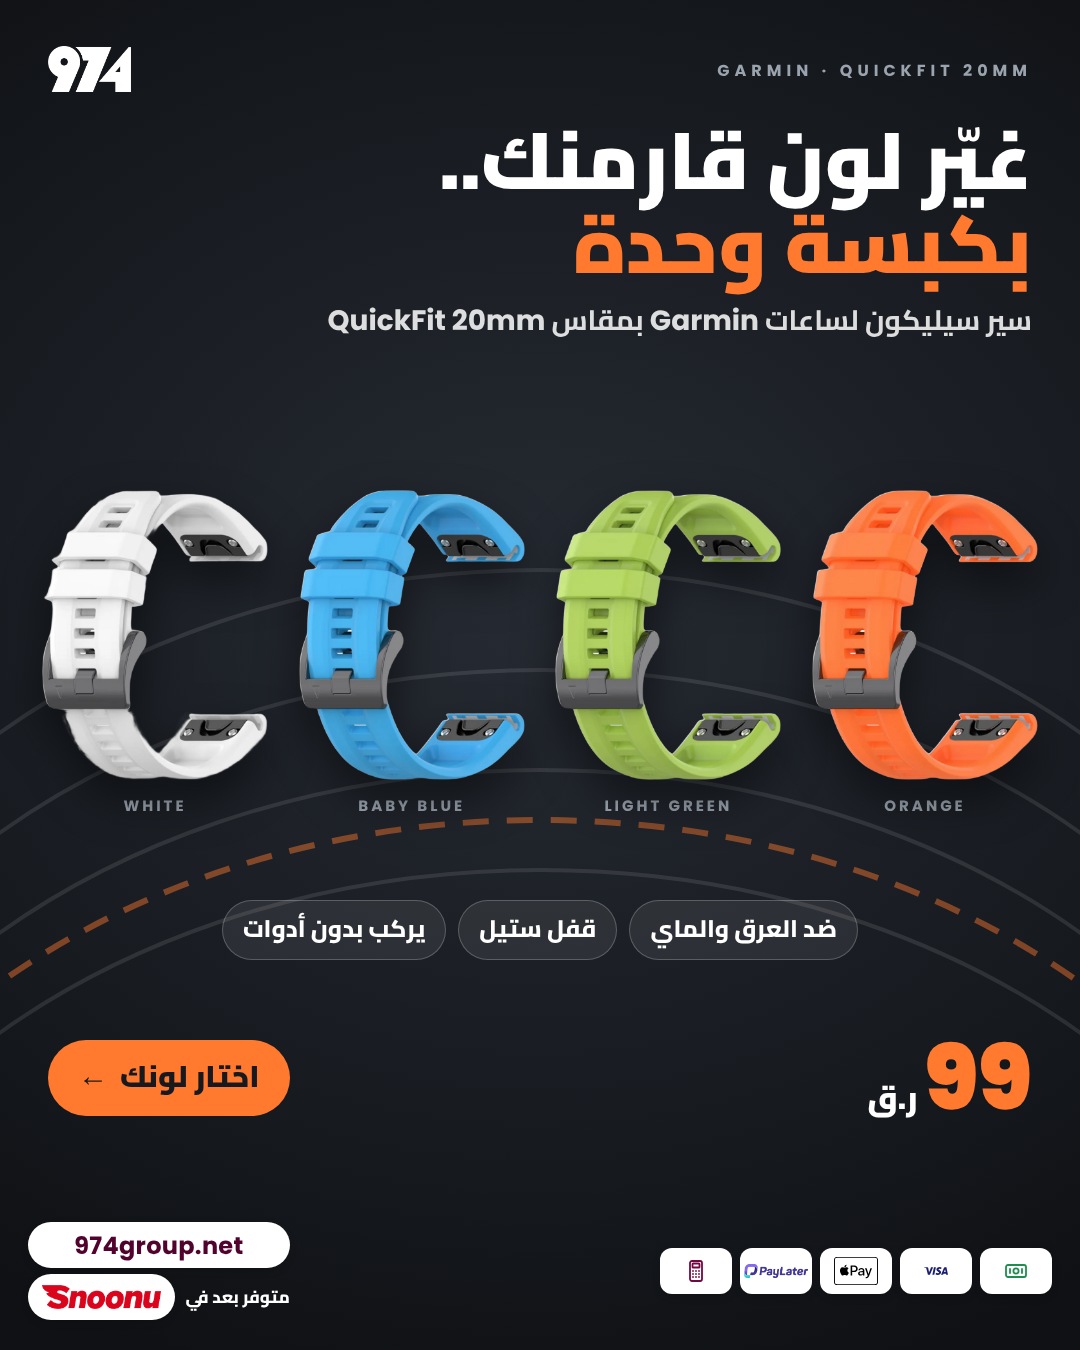 974
GARMIN · QUICKFIT 20MM
غيّر لون قارمنك..
بكبسة وحدة
سير سيليكون لساعات Garmin بمقاس QuickFit 20mm
WHITE
BABY BLUE
LIGHT GREEN
ORANGE
ضد العرق والماي
قفل ستيل
يركب بدون أدوات
99 ر.ق
اختار لونك ←
974group.net
متوفر بعد في Snoonu
PayLater
Pay
VISA